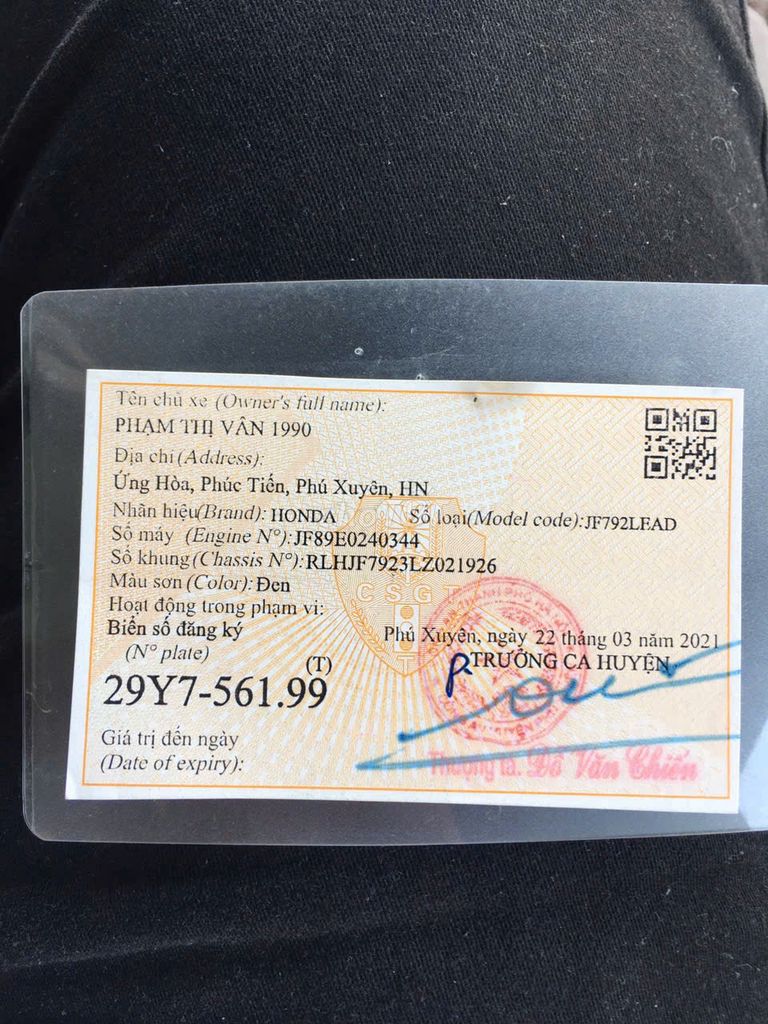 Tên chủ xe (Owner's full name):
PHẠM THỊ VÂN 1990
Địa chỉ (Address):
Ứng Hòa, Phúc Tiến, Phú Xuyên, HN
Nhãn hiệu(Brand): HONDA Số loại(Model code):JF792LEAD
Số máy (Engine N°):JF89E0240344
Số khung(Chassis N°):RLHJF7923LZ021926
Màu sơn (Color): Đen
CSGT
Hoạt động trong phạm vi:
Biển số đăng ký Phú Xuyên, ngày 22 tháng 03 năm 2021
(N° plate) P.TRƯỞNG CA HUYỆN
(T)
29Y7-561.99
Giá trị đến ngày
(Date of expiry):
Thượng tá: Đỗ Văn Chiến